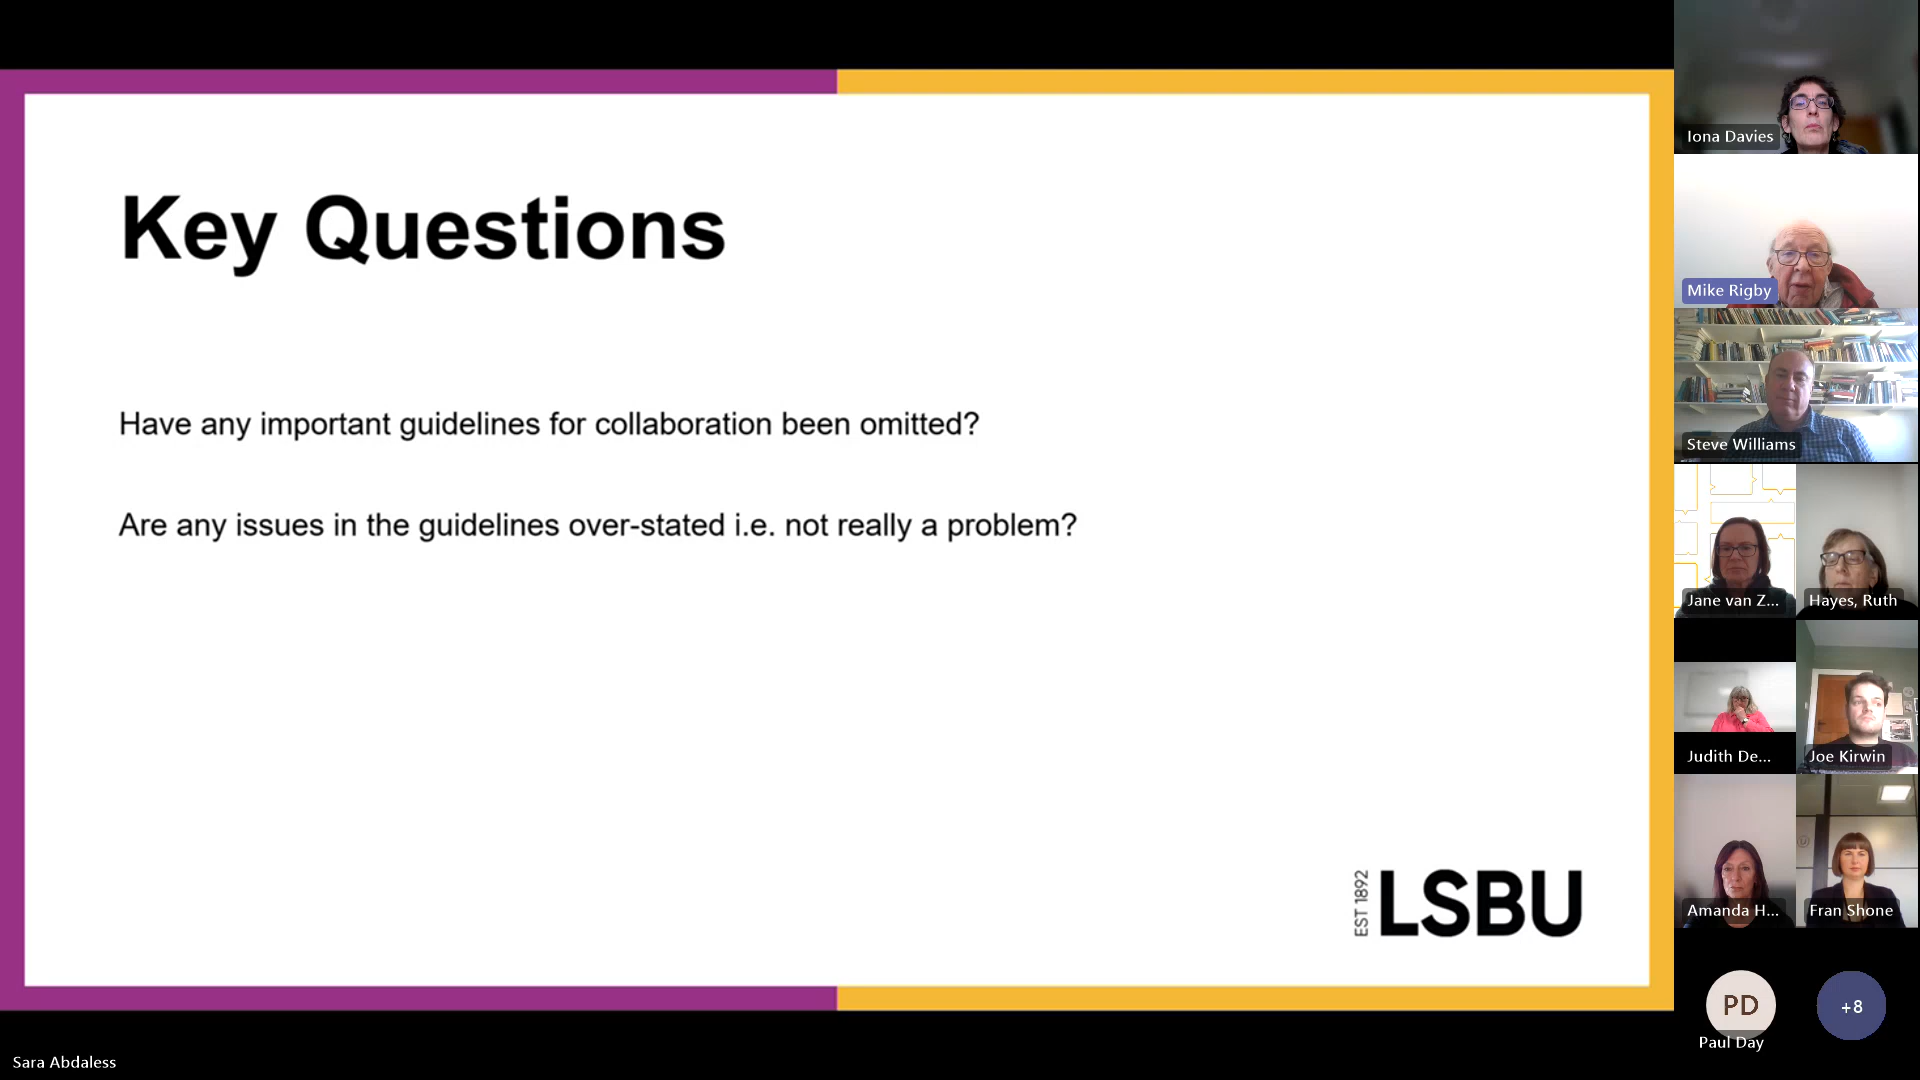 Key Questions
Have any important guidelines for collaboration been omitted?
Are any issues in the guidelines over-stated i.e. not really a problem?
EST 1892
LSBU
Sara Abdaless
Iona Davies
Mike Rigby
Steve Williams
Jane van Z...
Hayes, Ruth
Judith De...
Joe Kirwin
Amanda H...
Fran Shone
PD
Paul Day
+8